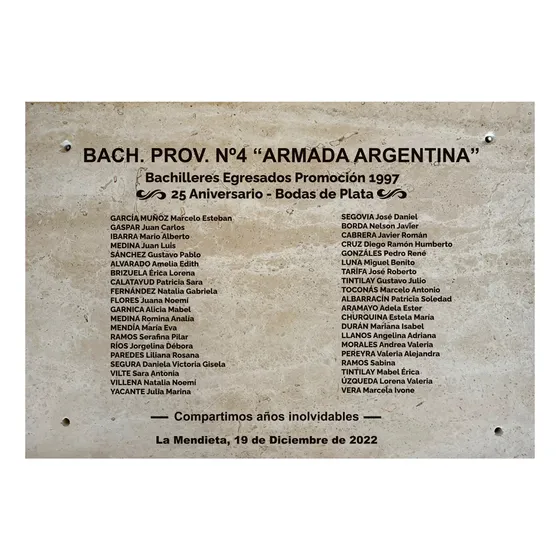 BACH. PROV. Nº4 “ARMADA ARGENTINA”
Bachilleres Egresados Promoción 1997
25 Aniversario - Bodas de Plata
GARCÍA MUÑOZ Marcelo Esteban
GASPAR Juan Carlos
IBARRA Mario Alberto
MEDINA Juan Luis
SÁNCHEZ Gustavo Pablo
ALVARADO Amelia Edith
BRIZUELA Érica Lorena
CALATAYUD Patricia Sara
FERNÁNDEZ Natalia Gabriela
FLORES Juana Noemí
GARNICA Alicia Mabel
MEDINA Romina Analía
MENDÍA María Eva
RAMOS Serafina Pilar
RÍOS Jorgelina Débora
PAREDES Liliana Rosana
SEGURA Daniela Victoria Gisela
VILTE Sara Antonia
VILLENA Natalia Noemí
YACANTE Julia Marina
SEGOVIA José Daniel
BORDA Nelson Javier
CABRERA Javier Román
CRUZ Diego Ramón Humberto
GONZÁLES Pedro René
LUNA Miguel Benito
TARIFA José Roberto
TINTILAY Gustavo Julio
TOCONÁS Marcelo Antonio
ALBARRACÍN Patricia Soledad
ARAMAYO Adela Ester
CHURQUINA Estela María
DURÁN Mariana Isabel
LLANOS Angelina Adriana
MORALES Andrea Valeria
PEREYRA Valeria Alejandra
RAMOS Sabina
TINTILAY Mabel Érica
ÚZQUEDA Lorena Valeria
VERA Marcela Ivone
Compartimos años inolvidables
La Mendieta, 19 de Diciembre de 2022